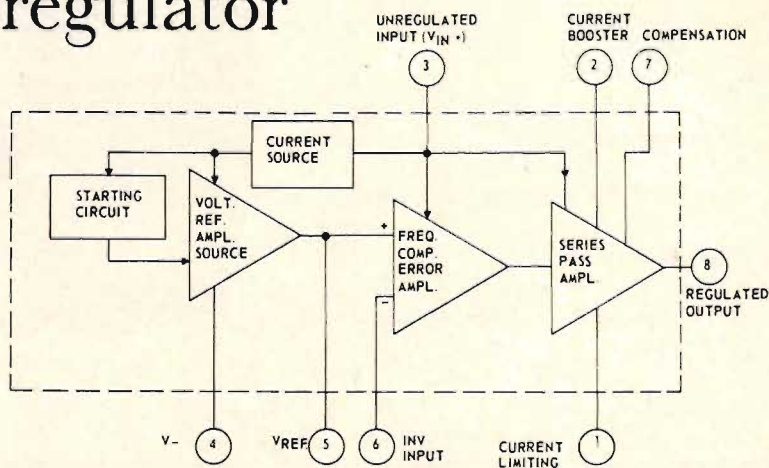 regulator
UNREGULATED
INPUT (VIN +)
3
CURRENT
BOOSTER
2
COMPENSATION
7
CURRENT
SOURCE
STARTING
CIRCUIT
VOLT.
REF.
AMPL.
SOURCE
+
FREQ.
COMP.
ERROR
AMPL.
−
SERIES
PASS
AMPL.
8
REGULATED
OUTPUT
V-
4
VREF.
5
6
INV
INPUT
CURRENT
LIMITING
1